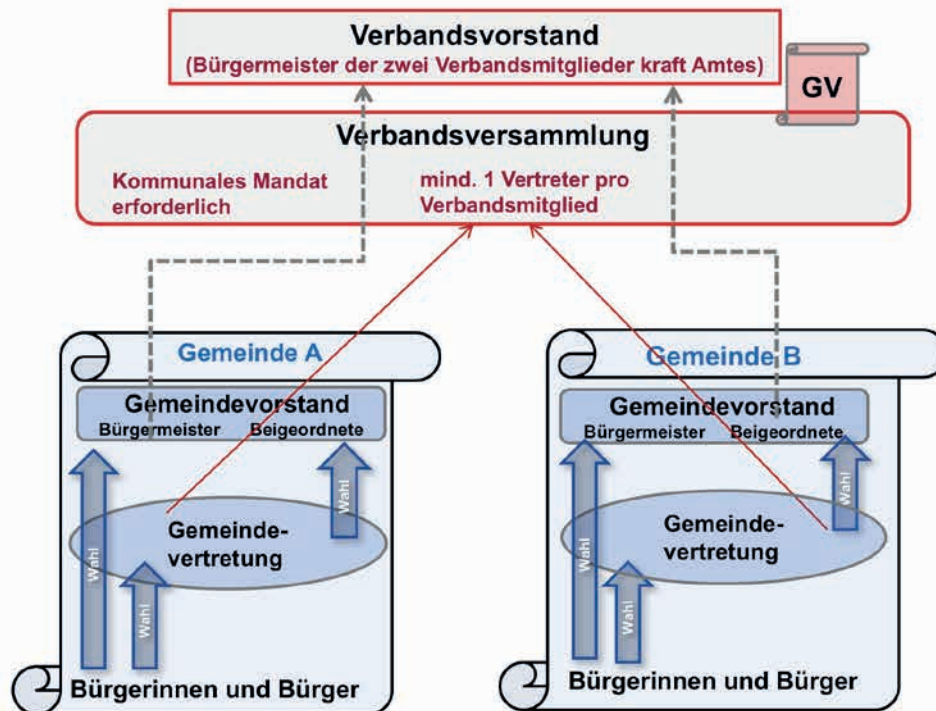 Verbandsvorstand
(Bürgermeister der zwei Verbandsmitglieder kraft Amtes)
GV
Verbandsversammlung
Kommunales Mandat
erforderlich
mind. 1 Vertreter pro
Verbandsmitglied
Gemeinde A
Gemeindevorstand
Bürgermeister Beigeordnete
Wahl
Wahl
Wahl
Gemeinde-
vertretung
Bürgerinnen und Bürger
Gemeinde B
Gemeindevorstand
Bürgermeister Beigeordnete
Wahl
Wahl
Wahl
Gemeinde-
vertretung
Bürgerinnen und Bürger